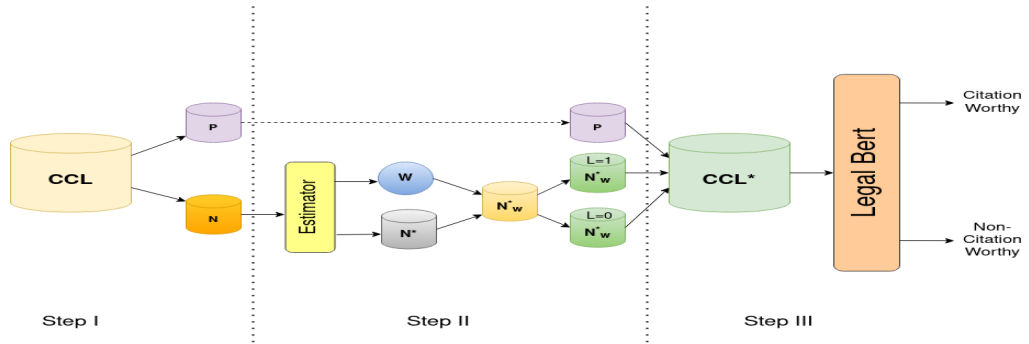 CCL
P
N
Estimator
W
N*
N*w
P
L=1
N*w
L=0
N*w
CCL*
Legal Bert
Citation
Worthy
Non-
Citation
Worthy
Step I
Step II
Step III